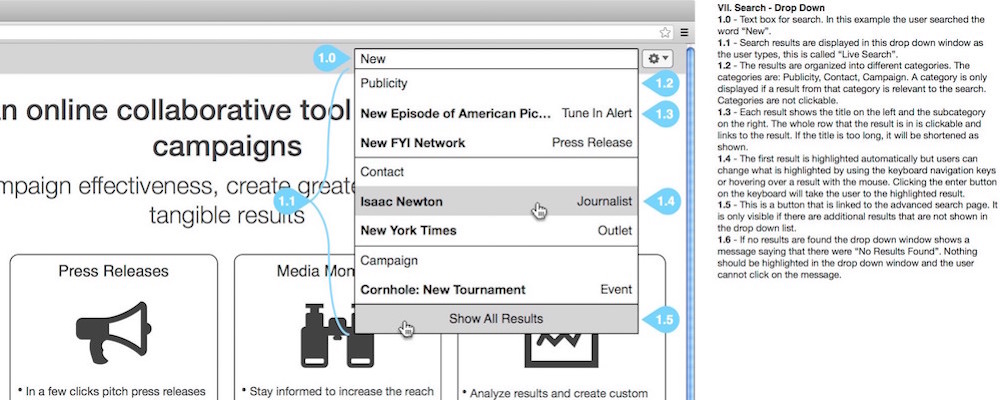 1.0
New
Publicity
1.2
New Episode of American Pic... Tune In Alert
1.3
New FYI Network Press Release
Contact
Isaac Newton Journalist
1.4
New York Times Outlet
Campaign
Cornhole: New Tournament Event
Show All Results
1.5
1.1
n online collaborative tool
campaigns
mpaign effectiveness, create greate
tangible results
Press Releases
Media Mon
• In a few clicks pitch press releases
• Stay informed to increase the reach
• Analyze results and create custom
VII. Search - Drop Down
1.0 - Text box for search. In this example the user searched the
word “New”.
1.1 - Search results are displayed in this drop down window as
the user types, this is called “Live Search”.
1.2 - The results are organized into different categories. The
categories are: Publicity, Contact, Campaign. A category is only
displayed if a result from that category is relevant to the search.
Categories are not clickable.
1.3 - Each result shows the title on the left and the subcategory
on the right. The whole row that the result is in is clickable and
links to the result. If the title is too long, it will be shortened as
shown.
1.4 - The first result is highlighted automatically but users can
change what is highlighted by using the keyboard navigation keys
or hovering over a result with the mouse. Clicking the enter button
on the keyboard will take the user to the highlighted result.
1.5 - This is a button that is linked to the advanced search page. It
is only visible if there are additional results that are not shown in
the drop down list.
1.6 - If no results are found the drop down window shows a
message saying that there were “No Results Found”. Nothing
should be highlighted in the drop down window and the user
cannot click on the message.